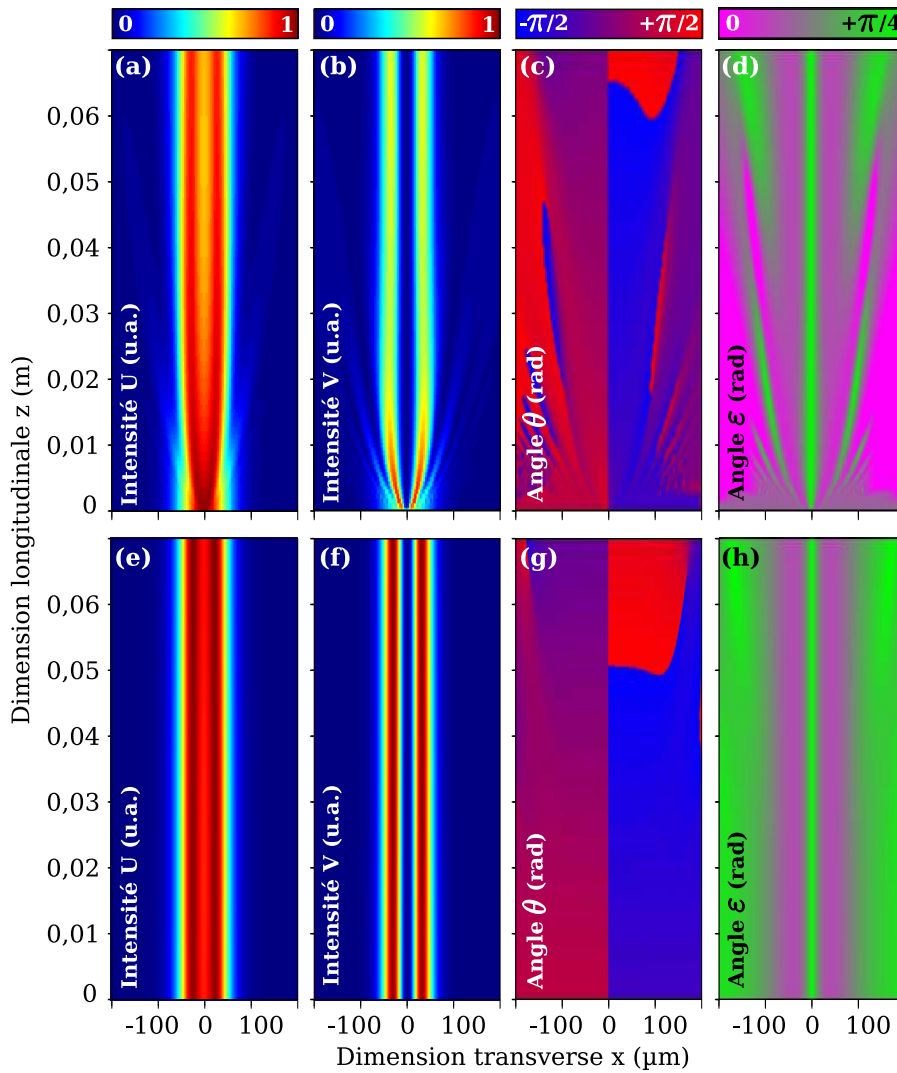 0 1
0 1
-π/2 +π/2
0 +π/4
(a) (b) (c) (d)
0,06
0,05
0,04
0,03
0,02
0,01
0
Intensité U (u.a.)
Intensité V (u.a.)
Angle θ (rad)
Angle ε (rad)
Dimension longitudinale z (m)
(e) (f) (g) (h)
0,06
0,05
0,04
0,03
0,02
0,01
0
Intensité U (u.a.)
Intensité V (u.a.)
Angle θ (rad)
Angle ε (rad)
-100 0 100 -100 0 100 -100 0 100 -100 0 100
Dimension transverse x (µm)